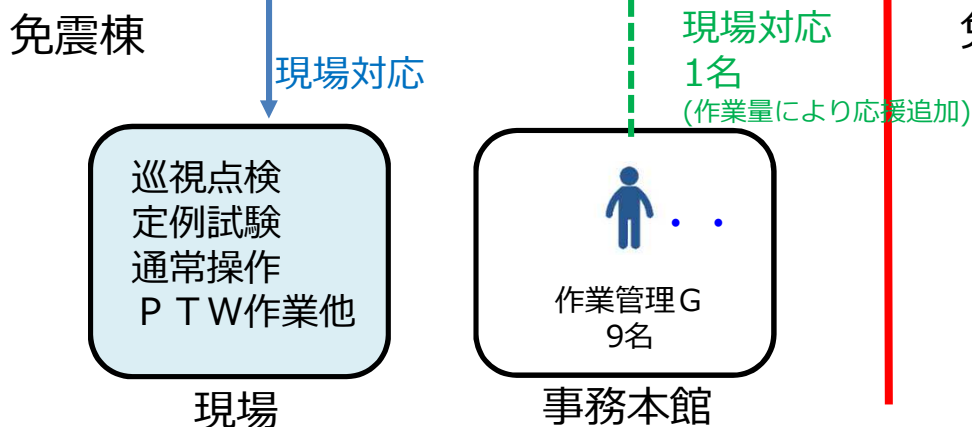 免震棟
現場対応
現場対応
1名
(作業量により応援追加)
巡視点検
定例試験
通常操作
ＰＴＷ作業他
現場
作業管理Ｇ
9名
事務本館